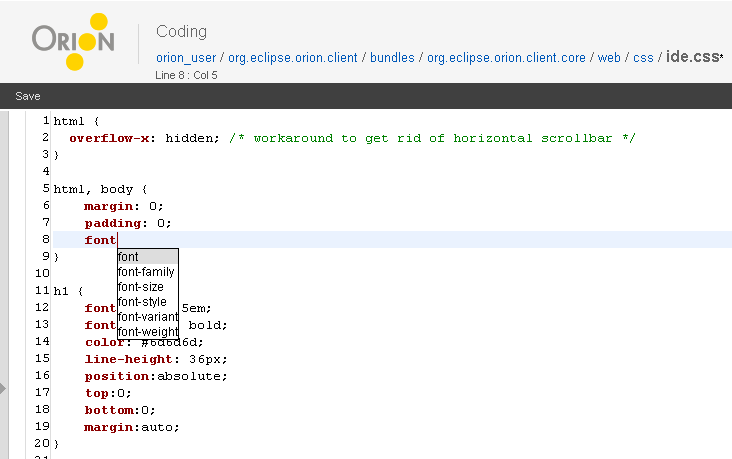 ORION
Coding
orion_user / org.eclipse.orion.client / bundles / org.eclipse.orion.client.core / web / css / ide.css*
Line 8 : Col 5
Save
1 html {
2 overflow-x: hidden; /* workaround to get rid of horizontal scrollbar */
3 }
4
5 html, body {
6 margin: 0;
7 padding: 0;
8 font
9 }
font
font-family
font-size
font-style
font-variant
font-weight
10
11 h1 {
12 font 5em;
13 font bold;
14 color: #6d6d6d;
15 line-height: 36px;
16 position:absolute;
17 top:0;
18 bottom:0;
19 margin:auto;
20 }